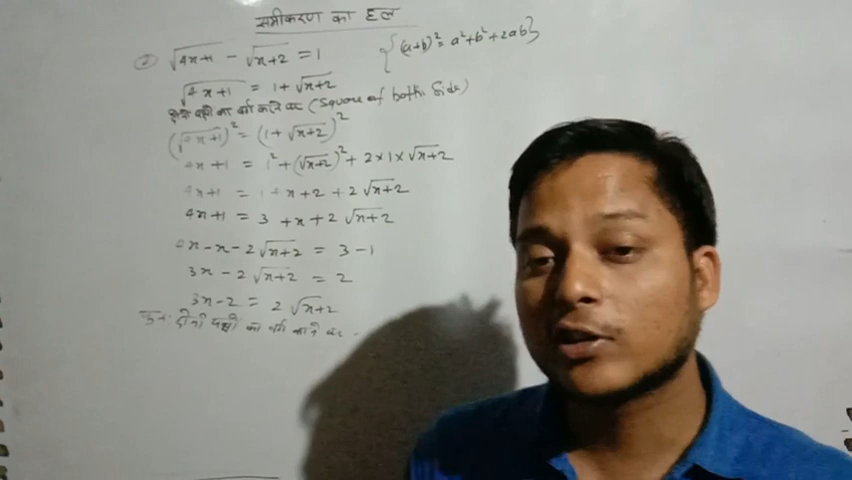 समीकरण का हल
② √4x+1 - √x+2 = 1 {(a+b)² = a²+b²+2ab}
√4x+1 = 1+√x+2
दोनों पक्षों का वर्ग करने पर (Square of both Side)
(√4x+1)² = (1+√x+2)²
4x+1 = 1²+(√x+2)²+2×1×√x+2
4x+1 = 1+x+2+2√x+2
4x+1 = 3+x+2√x+2
4x-x-2√x+2 = 3-1
3x-2√x+2 = 2
3x-2 = 2√x+2
पुनः दोनों पक्षों का वर्ग करने पर -